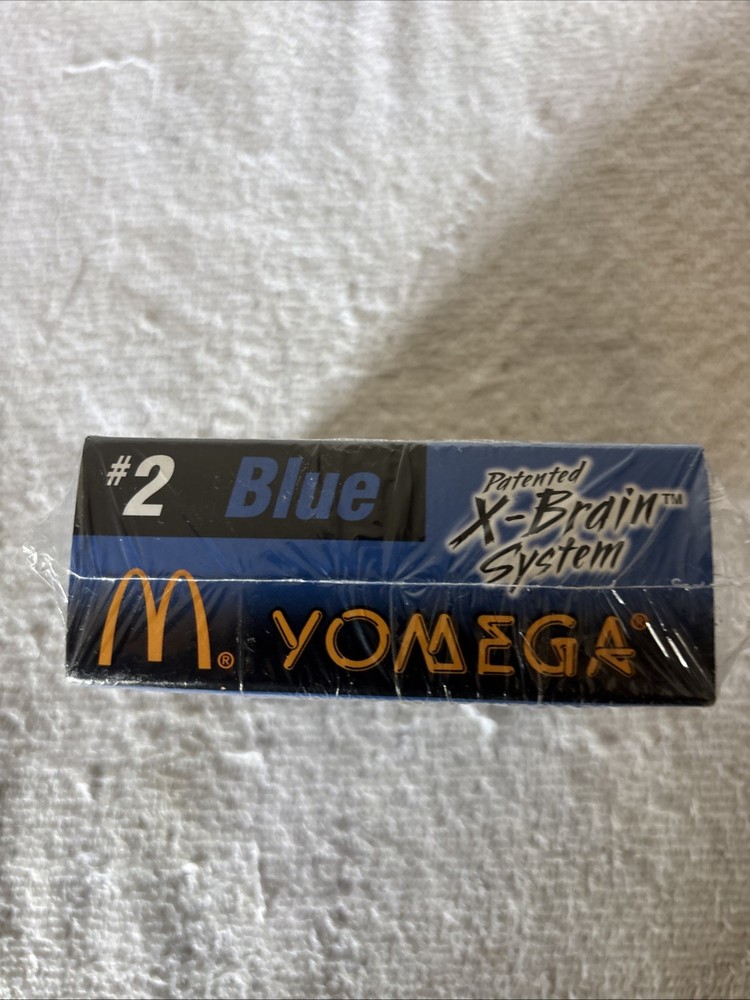 #2 Blue
Patented
X-Brain™
System
M®
YOMEGA®